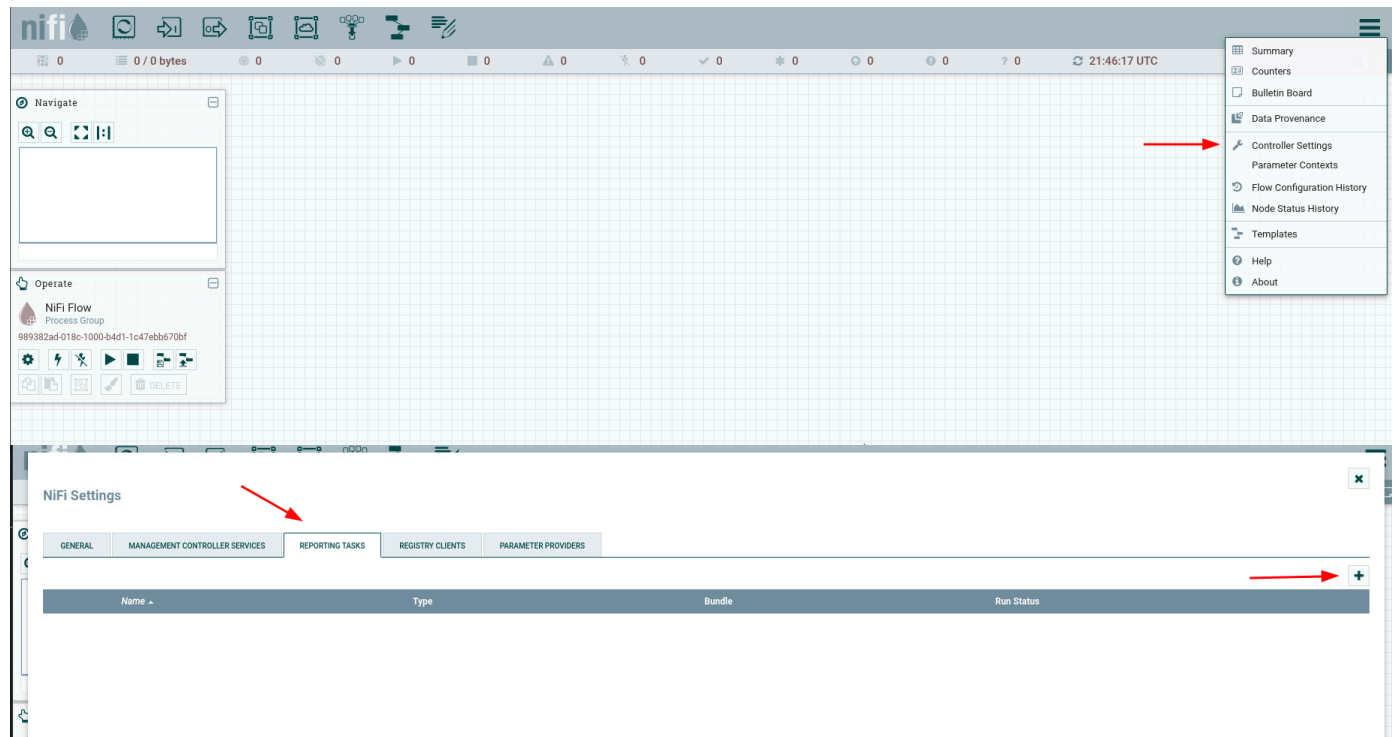 nifi
0 0 / 0 bytes 0 0 0 0 0 0 0 0 0 0 ? 0 21:46:17 UTC
Summary
Counters
Bulletin Board
Data Provenance
Controller Settings
Parameter Contexts
Flow Configuration History
Node Status History
Templates
Help
About
Navigate
Operate
NiFi Flow
Process Group
989382ad-018c-1000-b4d1-1c47ebb670bf
DELETE
NiFi Settings
GENERAL MANAGEMENT CONTROLLER SERVICES REPORTING TASKS REGISTRY CLIENTS PARAMETER PROVIDERS
Name Type Bundle Run Status